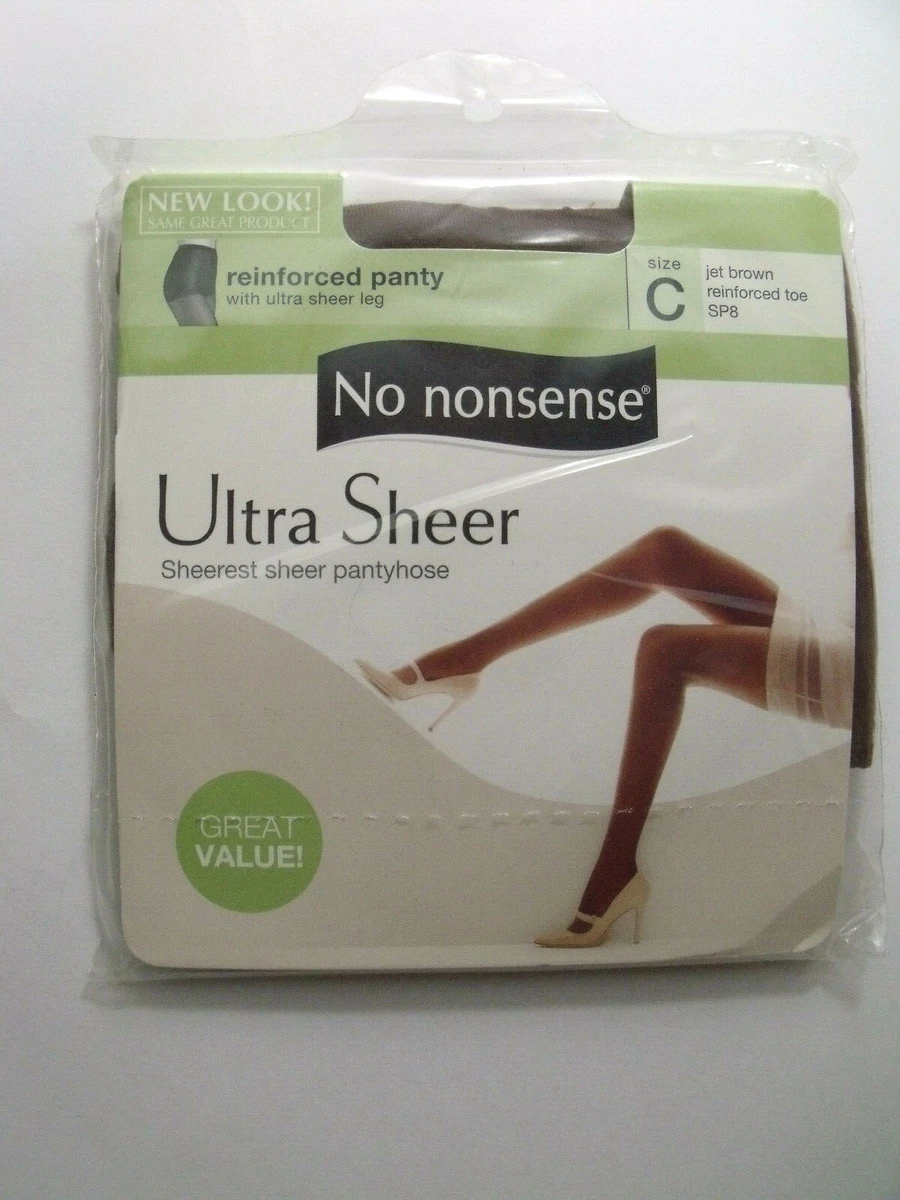 NEW LOOK!
SAME GREAT PRODUCT
reinforced panty
with ultra sheer leg
size
C
jet brown
reinforced toe
SP8
No nonsense®
Ultra Sheer
Sheerest sheer pantyhose
GREAT
VALUE!